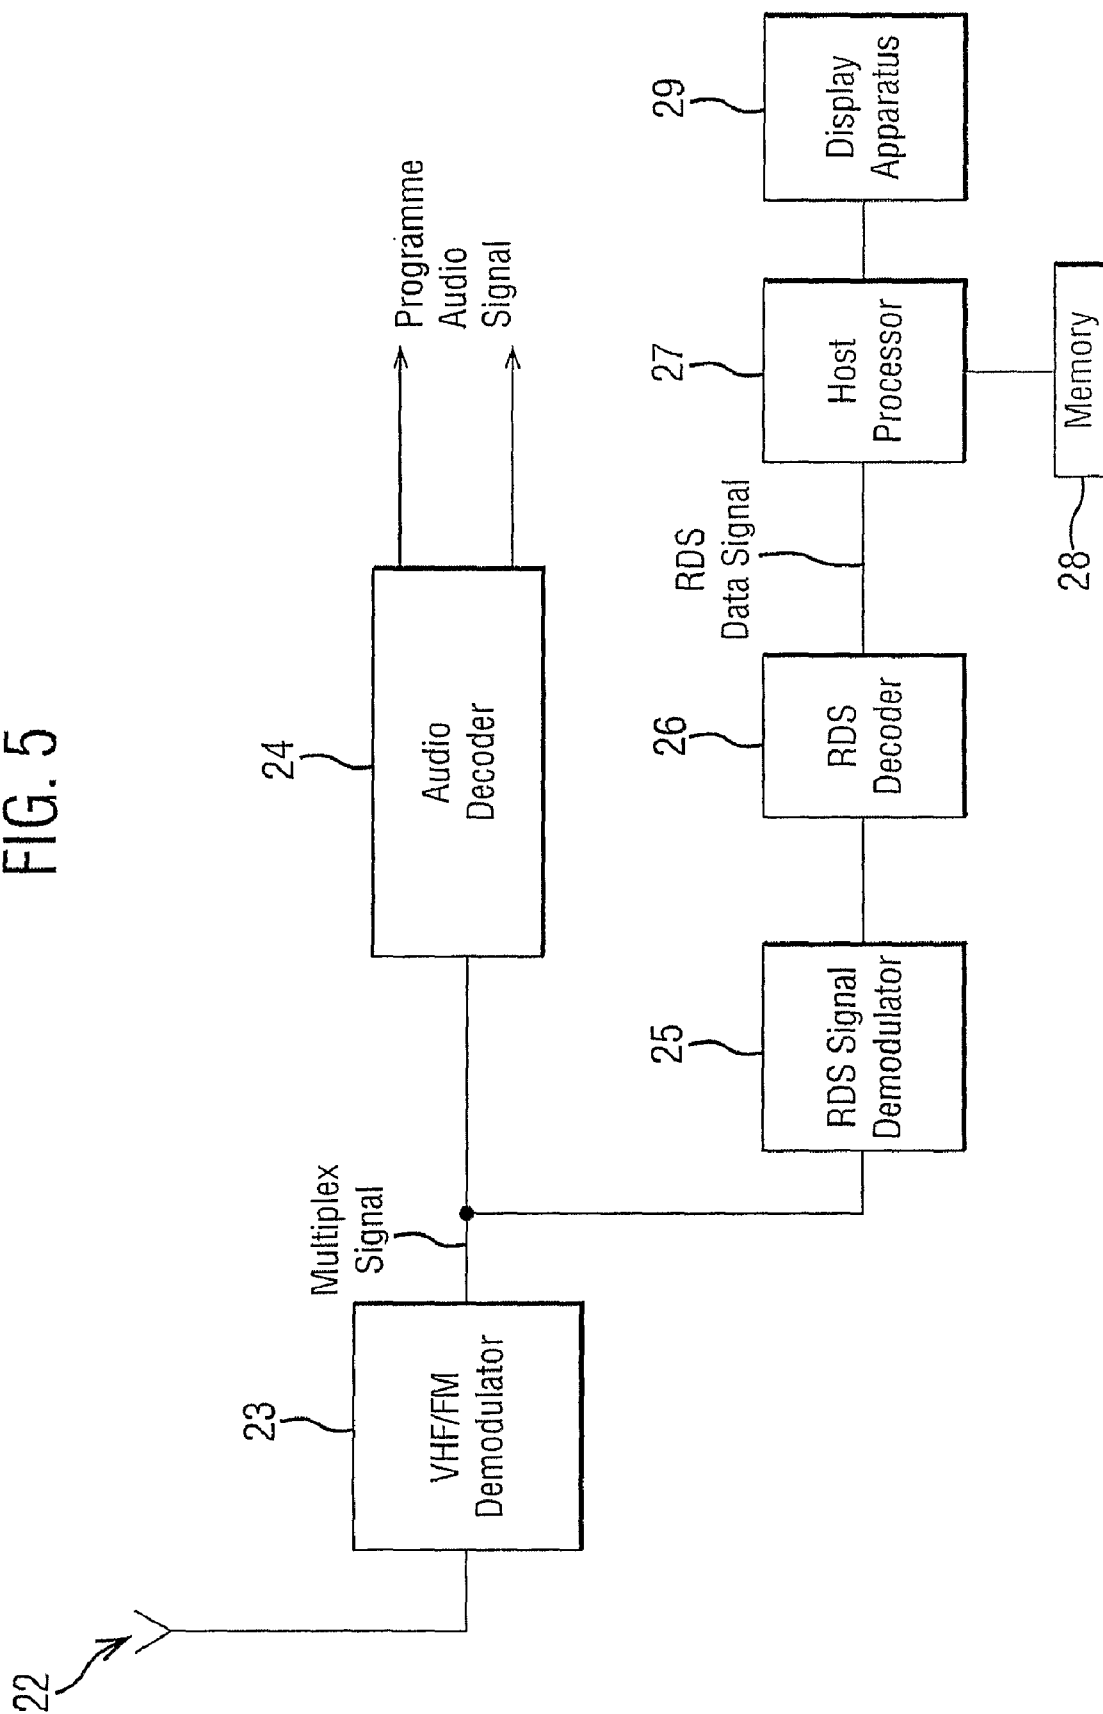 FIG. 5
22
23
VHF/FM
Demodulator
Multiplex
Signal
24
Audio
Decoder
Programme
Audio
Signal
25
RDS Signal
Demodulator
26
RDS
Decoder
RDS
Data Signal
27
Host
Processor
28
Memory
29
Display
Apparatus